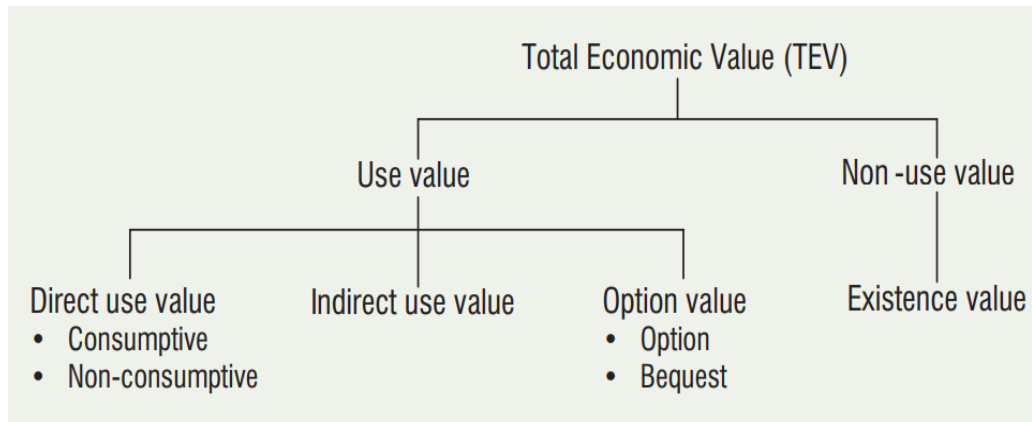 Total Economic Value (TEV)
Use value
Non -use value
Direct use value
• Consumptive
• Non-consumptive
Indirect use value
Option value
• Option
• Bequest
Existence value